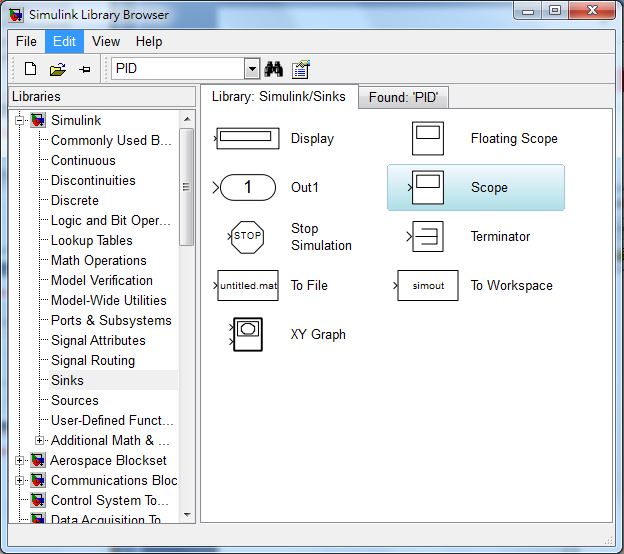 Simulink Library Browser
File Edit View Help
PID
Libraries
Simulink
Commonly Used B...
Continuous
Discontinuities
Discrete
Logic and Bit Oper...
Lookup Tables
Math Operations
Model Verification
Model-Wide Utilities
Ports & Subsystems
Signal Attributes
Signal Routing
Sinks
Sources
User-Defined Funct...
Additional Math & ...
Aerospace Blockset
Communications Bloc
Control System To...
Data Acquisition To
Library: Simulink/Sinks
Found: 'PID'
Display
Floating Scope
1
Out1
Scope
STOP
Stop
Simulation
Terminator
untitled.mat
To File
simout
To Workspace
XY Graph